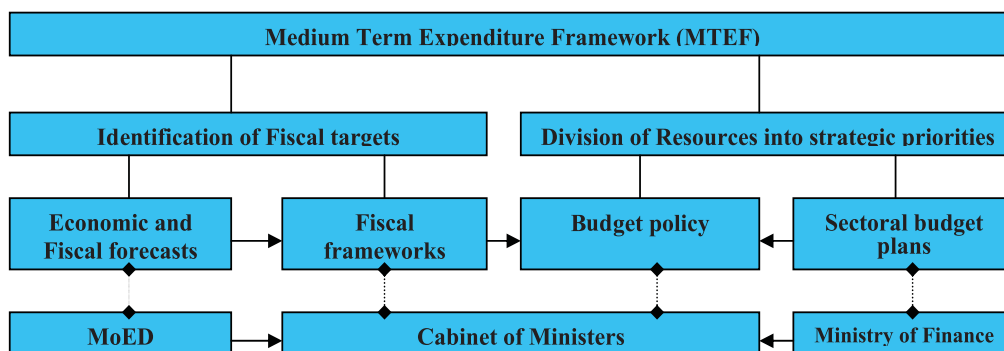 Medium Term Expenditure Framework (MTEF)
Identification of Fiscal targets
Division of Resources into strategic priorities
Economic and
Fiscal forecasts
Fiscal
frameworks
Budget policy
Sectoral budget
plans
MoED
Cabinet of Ministers
Ministry of Finance